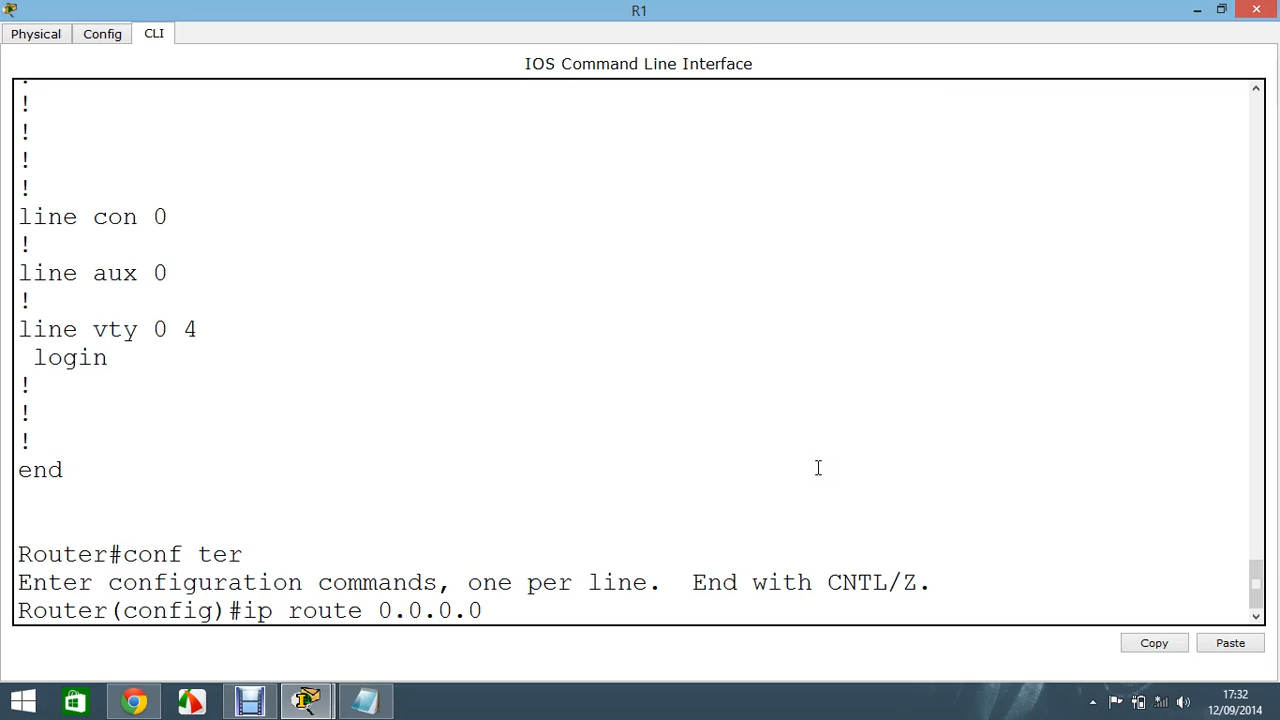 R1
Physical Config CLI
IOS Command Line Interface
!
!
!
!
!
line con 0
!
line aux 0
!
line vty 0 4
login
!
!
!
end
Router#conf ter
Enter configuration commands, one per line. End with CNTL/Z.
Router(config)#ip route 0.0.0.0
Copy Paste
17:32
12/09/2014